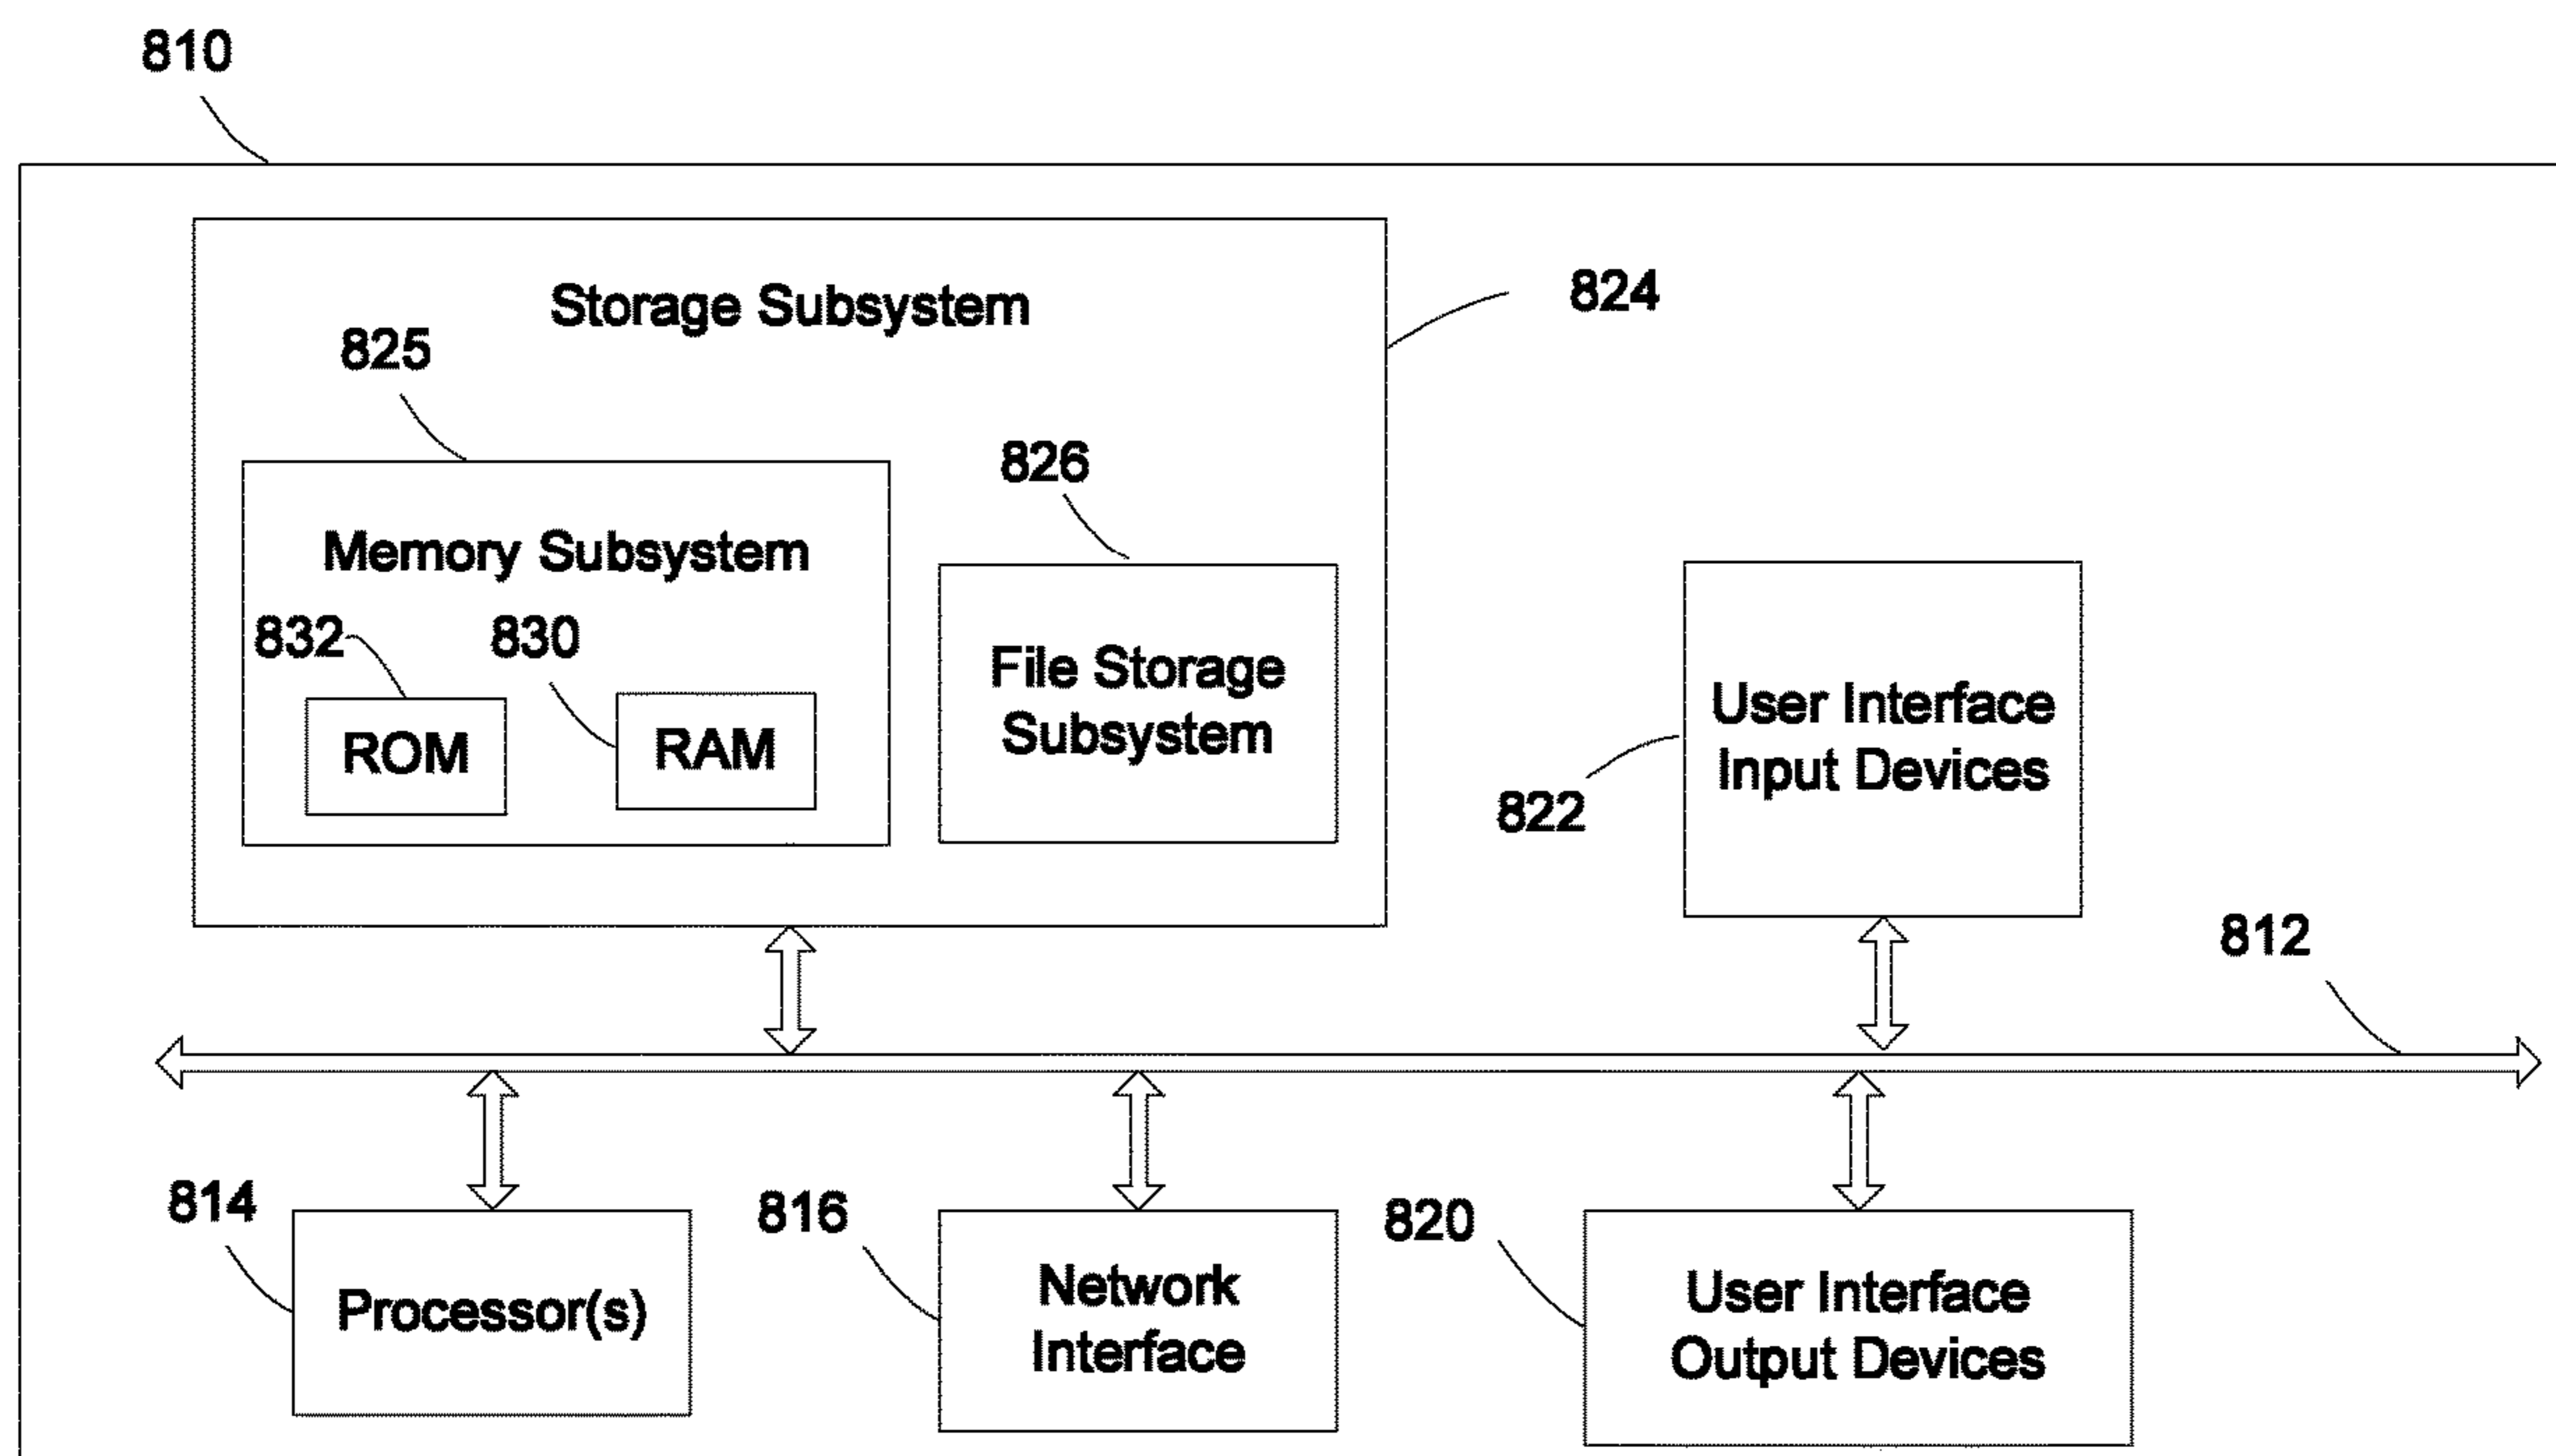 810
Storage Subsystem
824
825
826
Memory Subsystem
832
830
File Storage
Subsystem
ROM
RAM
User Interface
Input Devices
822
812
814
816
820
Processor(s)
Network
Interface
User Interface
Output Devices